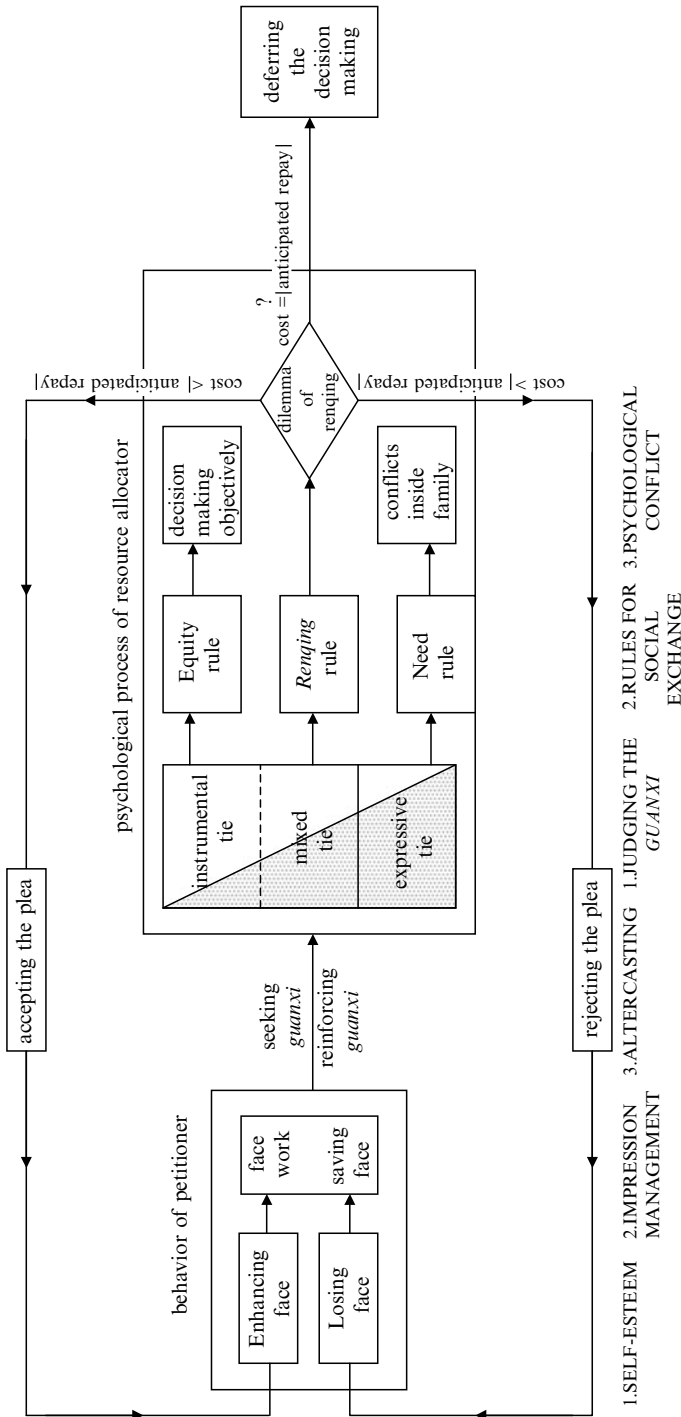 accepting the plea
behavior of petitioner
Enhancing
face
face
work
Losing
face
saving
face
seeking
guanxi
reinforcing
guanxi
psychological process of resource allocator
instrumental
tie
mixed
tie
expressive
tie
Equity
rule
Renqing
rule
Need
rule
decision
making
objectively
conflicts
inside
family
dilemma
of
renqing
cost <| anticipated repay|
?
cost =|anticipated repay|
cost >| anticipated repay|
deferring
the
decision
making
rejecting the plea
1.SELF-ESTEEM
2.IMPRESSION
MANAGEMENT
3.ALTERCASTING
1.JUDGING THE
GUANXI
2.RULES FOR
SOCIAL
EXCHANGE
3.PSYCHOLOGICAL
CONFLICT